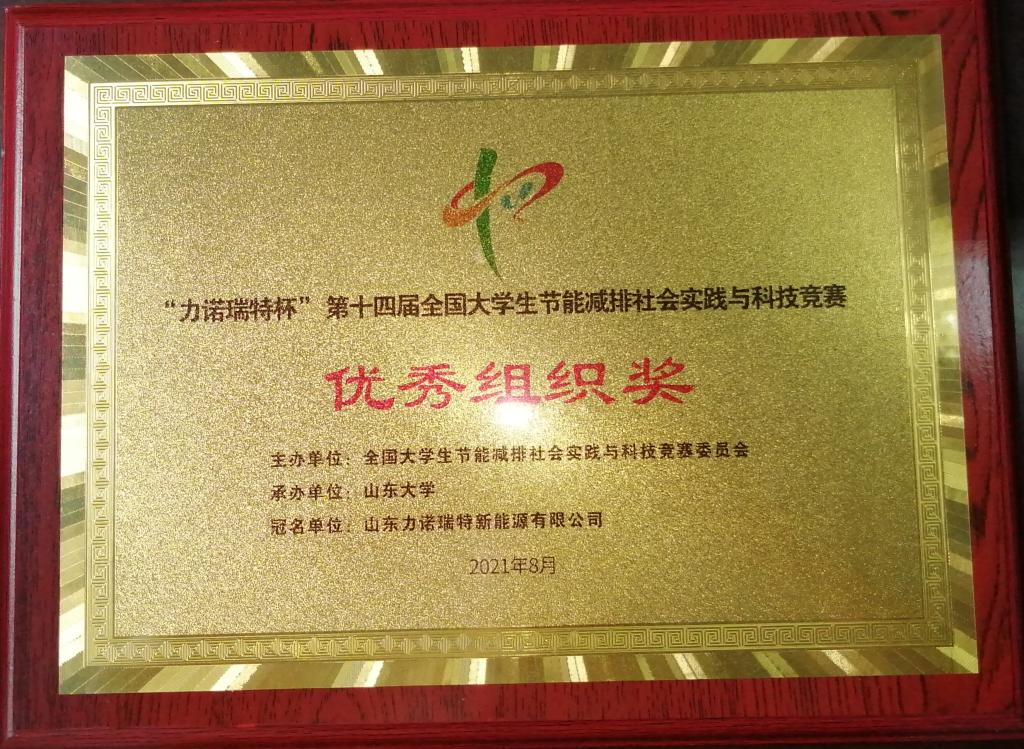 “力诺瑞特杯”第十四届全国大学生节能减排社会实践与科技竞赛
优秀组织奖
主办单位：全国大学生节能减排社会实践与科技竞赛委员会
承办单位：山东大学
冠名单位：山东力诺瑞特新能源有限公司
2021年8月